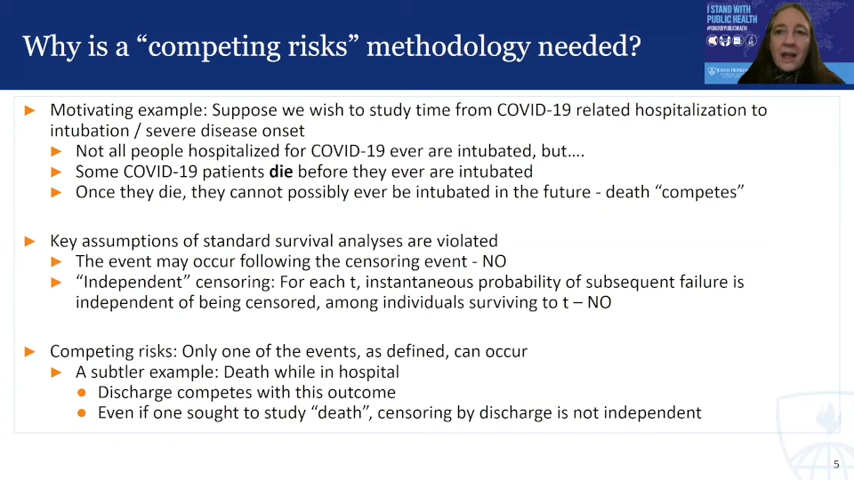 Why is a “competing risks” methodology needed?
I STAND WITH
PUBLIC HEALTH
JOHNS HOPKINS
► Motivating example: Suppose we wish to study time from COVID-19 related hospitalization to
intubation / severe disease onset
► Not all people hospitalized for COVID-19 ever are intubated, but….
► Some COVID-19 patients die before they ever are intubated
► Once they die, they cannot possibly ever be intubated in the future - death “competes”
► Key assumptions of standard survival analyses are violated
► The event may occur following the censoring event - NO
► “Independent” censoring: For each t, instantaneous probability of subsequent failure is
independent of being censored, among individuals surviving to t – NO
► Competing risks: Only one of the events, as defined, can occur
► A subtler example: Death while in hospital
● Discharge competes with this outcome
● Even if one sought to study “death”, censoring by discharge is not independent
5